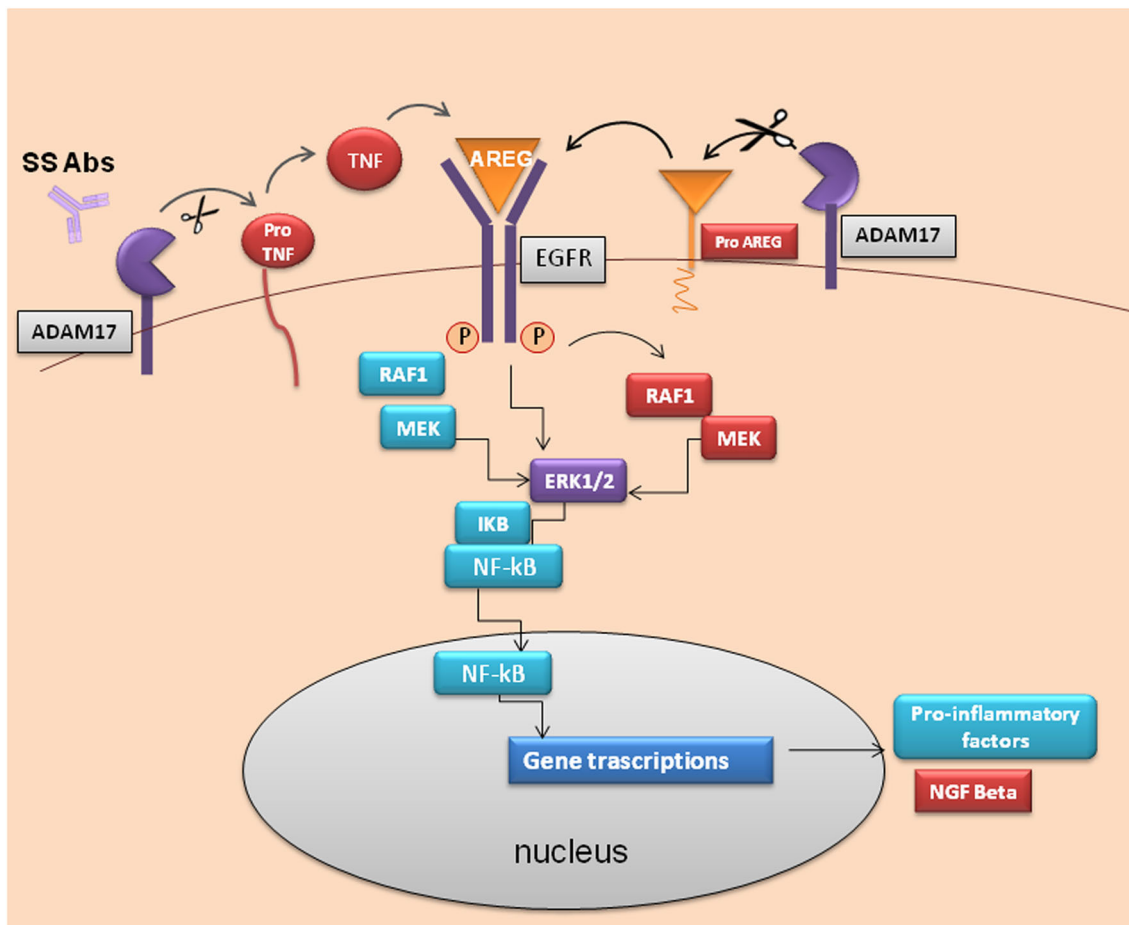 SS Abs
TNF
AREG
Pro
TNF
Pro AREG
ADAM17
EGFR
ADAM17
P
P
RAF1
RAF1
MEK
MEK
ERK1/2
IKB
NF-kB
NF-kB
Gene trascriptions
Pro-inflammatory
factors
NGF Beta
nucleus